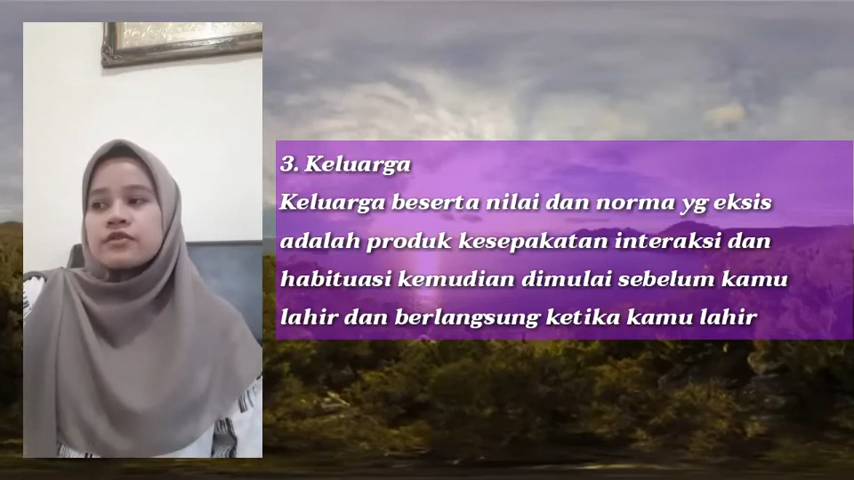 3. Keluarga
Keluarga beserta nilai dan norma yg eksis
adalah produk kesepakatan interaksi dan
habituasi kemudian dimulai sebelum kamu
lahir dan berlangsung ketika kamu lahir